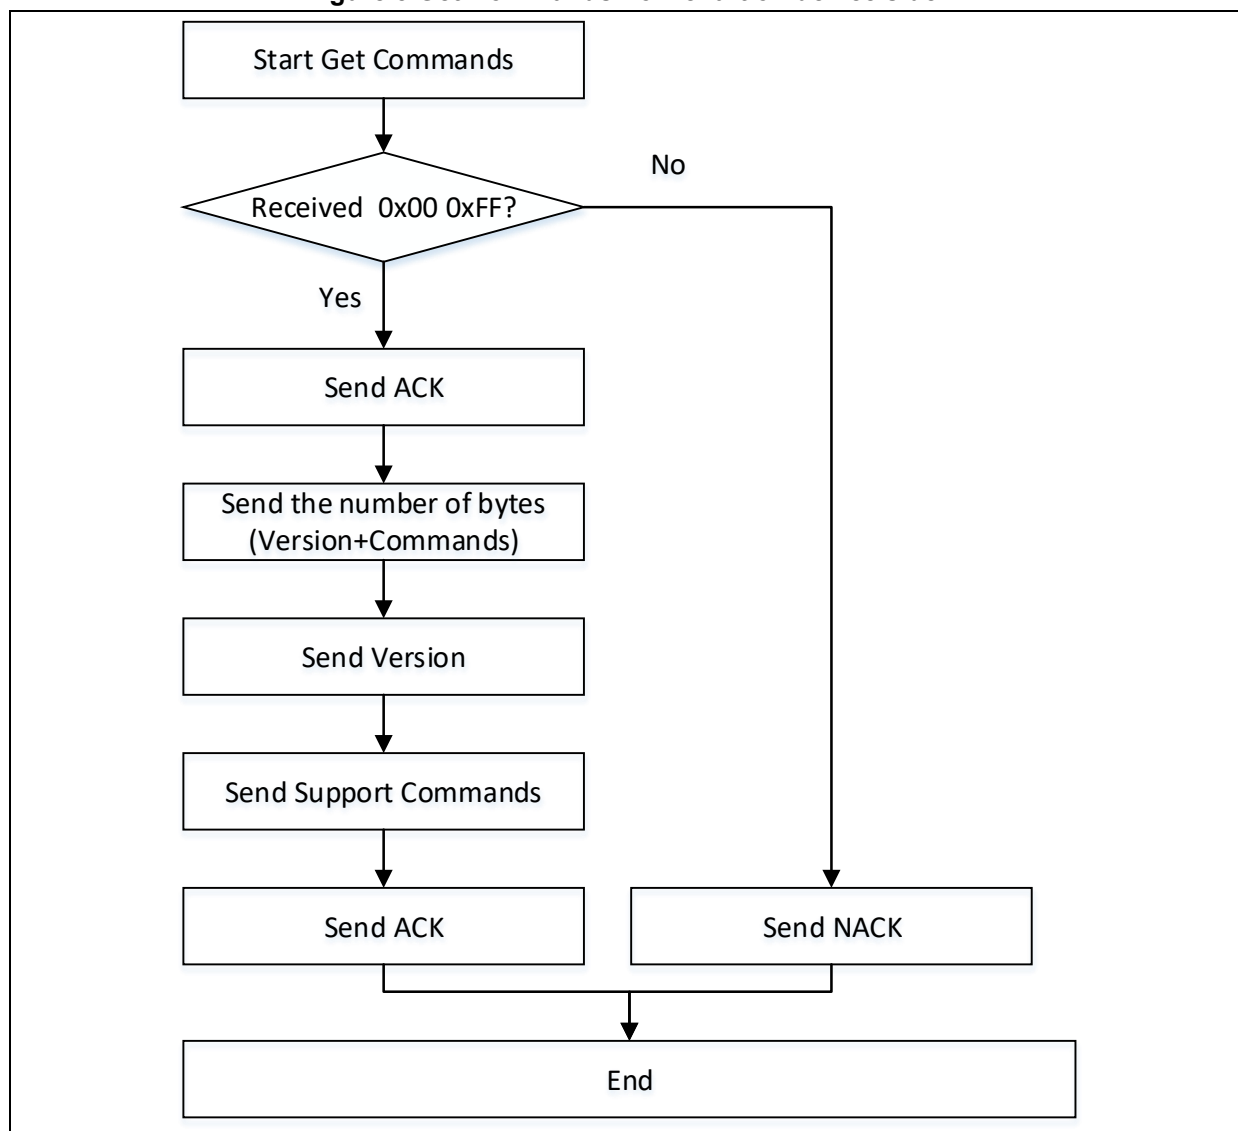 Start Get Commands
No
Received 0x00 0xFF?
Yes
Send ACK
Send the number of bytes
(Version+Commands)
Send Version
Send Support Commands
Send ACK
Send NACK
End